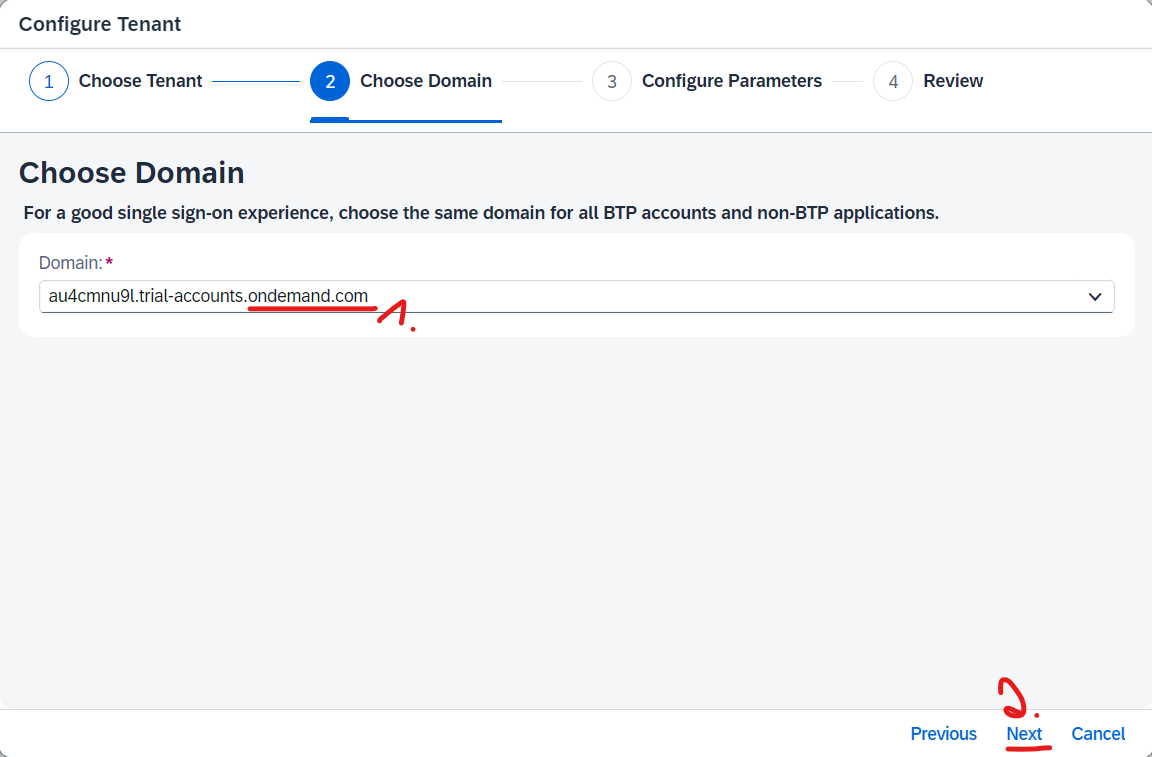 Configure Tenant
1 Choose Tenant 2 Choose Domain 3 Configure Parameters 4 Review
Choose Domain
For a good single sign-on experience, choose the same domain for all BTP accounts and non-BTP applications.
Domain:*
au4cmnu9l.trial-accounts.ondemand.com
1.
2.
Previous Next Cancel